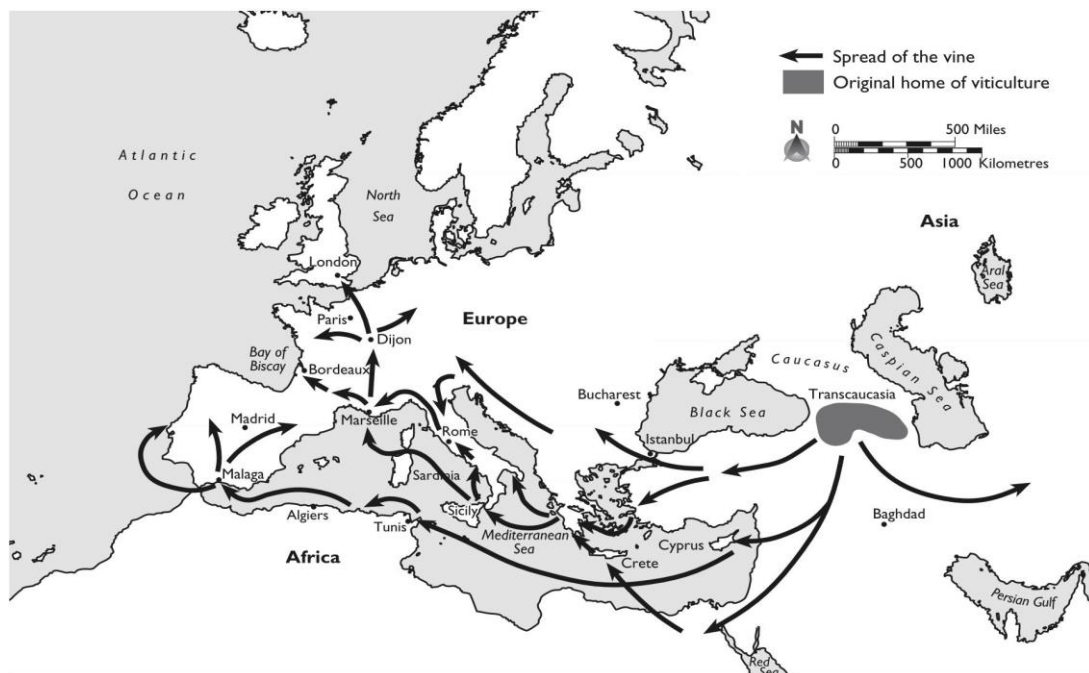 Spread of the vine
Original home of viticulture
N
0 500 Miles
0 500 1000 Kilometres
Atlantic
Ocean
North
Sea
Asia
Aral
Sea
London
Paris
Europe
Dijon
Bay of
Biscay
Bordeaux
Caucasus
Caspian Sea
Transcaucasia
Bucharest
Black Sea
Madrid
Marseille
Rome
Istanbul
Malaga
Sardinia
Sicily
Algiers
Tunis
Mediterranean
Sea
Cyprus
Crete
Baghdad
Africa
Persian Gulf
Red
Sea